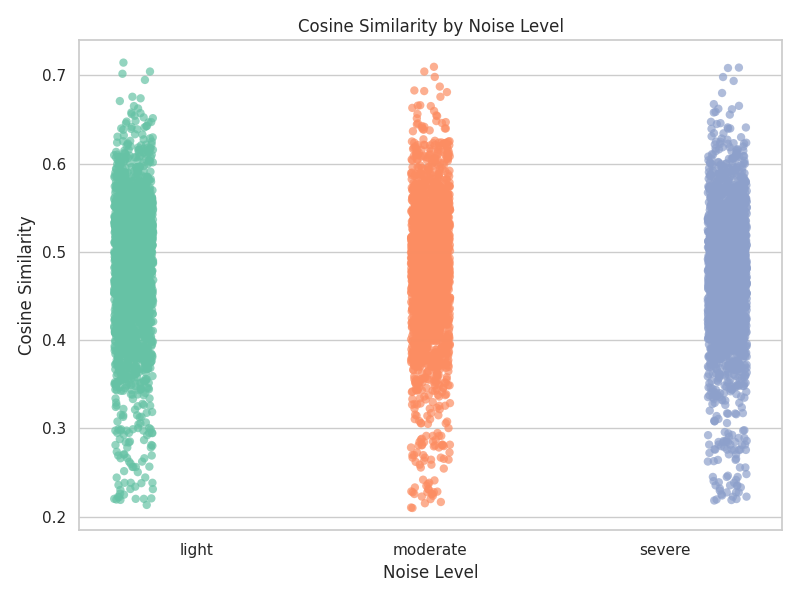 Cosine Similarity by Noise Level
Cosine Similarity
0.7
0.6
0.5
0.4
0.3
0.2
light moderate severe
Noise Level